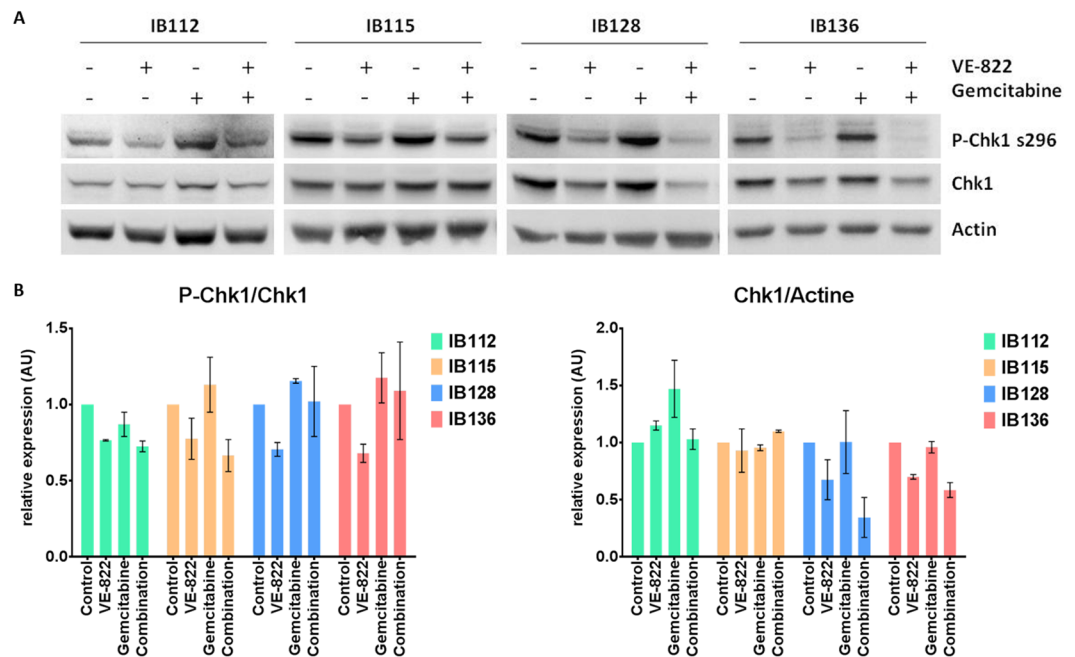 A
IB112 IB115 IB128 IB136
- + - + - + - + - + - + - + - + VE-822
- - + + - - + + - - + + - - + + Gemcitabine
P-Chk1 s296
Chk1
Actin
B
P-Chk1/Chk1
relative expression (AU)
1.5
1.0
0.5
0.0
Control VE-822 Gemcitabine Combination Control VE-822 Gemcitabine Combination Control VE-822 Gemcitabine Combination Control VE-822 Gemcitabine Combination
IB112
IB115
IB128
IB136
Chk1/Actine
relative expression (AU)
2.0
1.5
1.0
0.5
0.0
Control VE-822 Gemcitabine Combination Control VE-822 Gemcitabine Combination Control VE-822 Gemcitabine Combination Control VE-822 Gemcitabine Combination
IB112
IB115
IB128
IB136